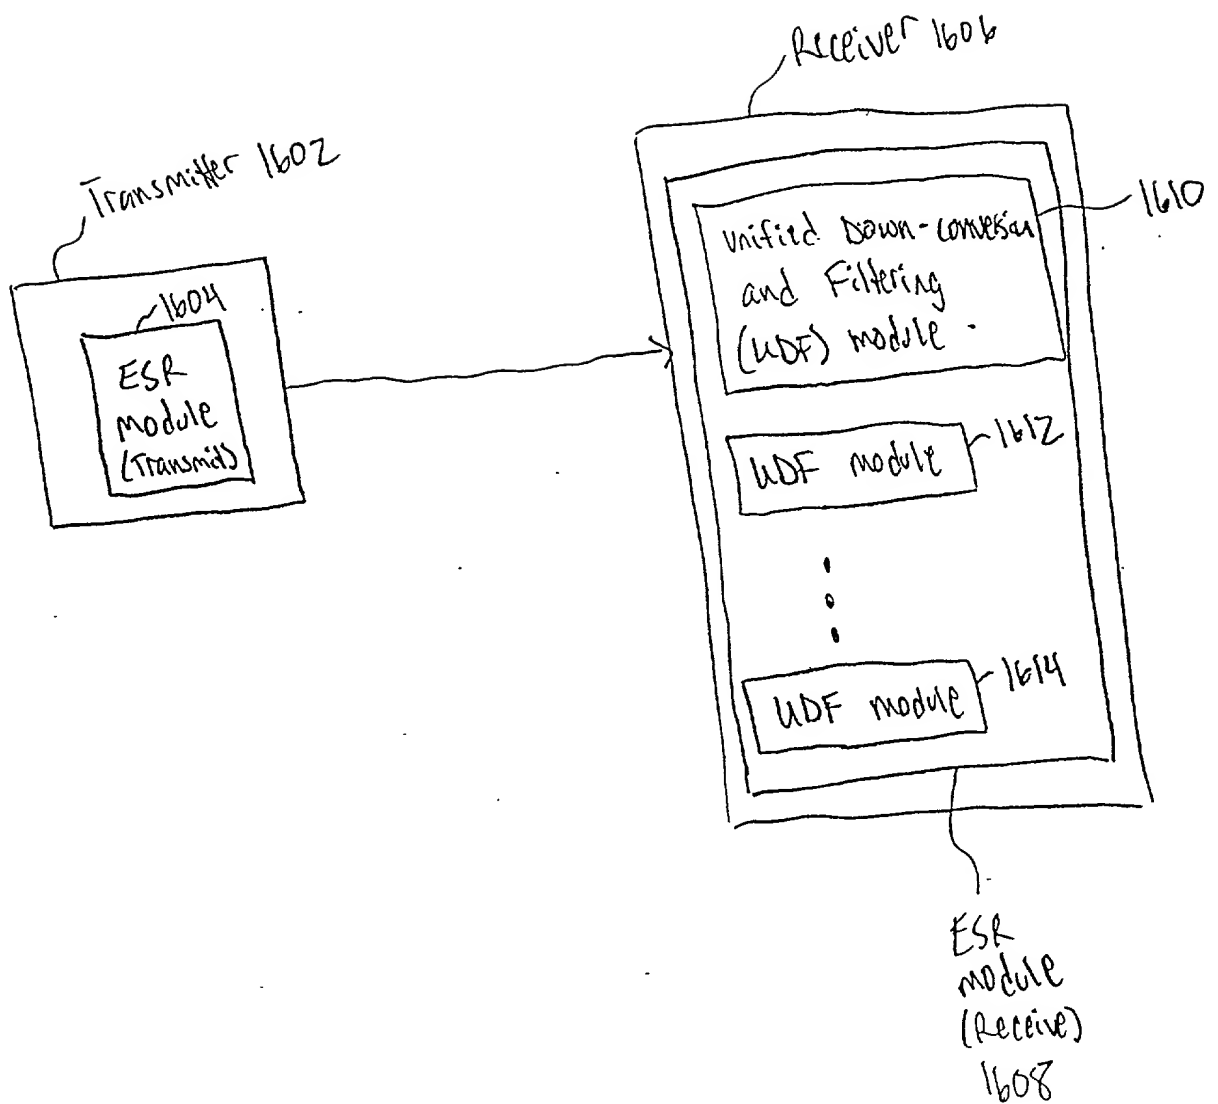 Receiver 1606
Transmitter 1602
1604
ESR
module
(Transmit)
1610
Unified Down-conversion
and Filtering
(UDF) module
1612
UDF module
1614
UDF module
ESR
module
(Receive)
1608